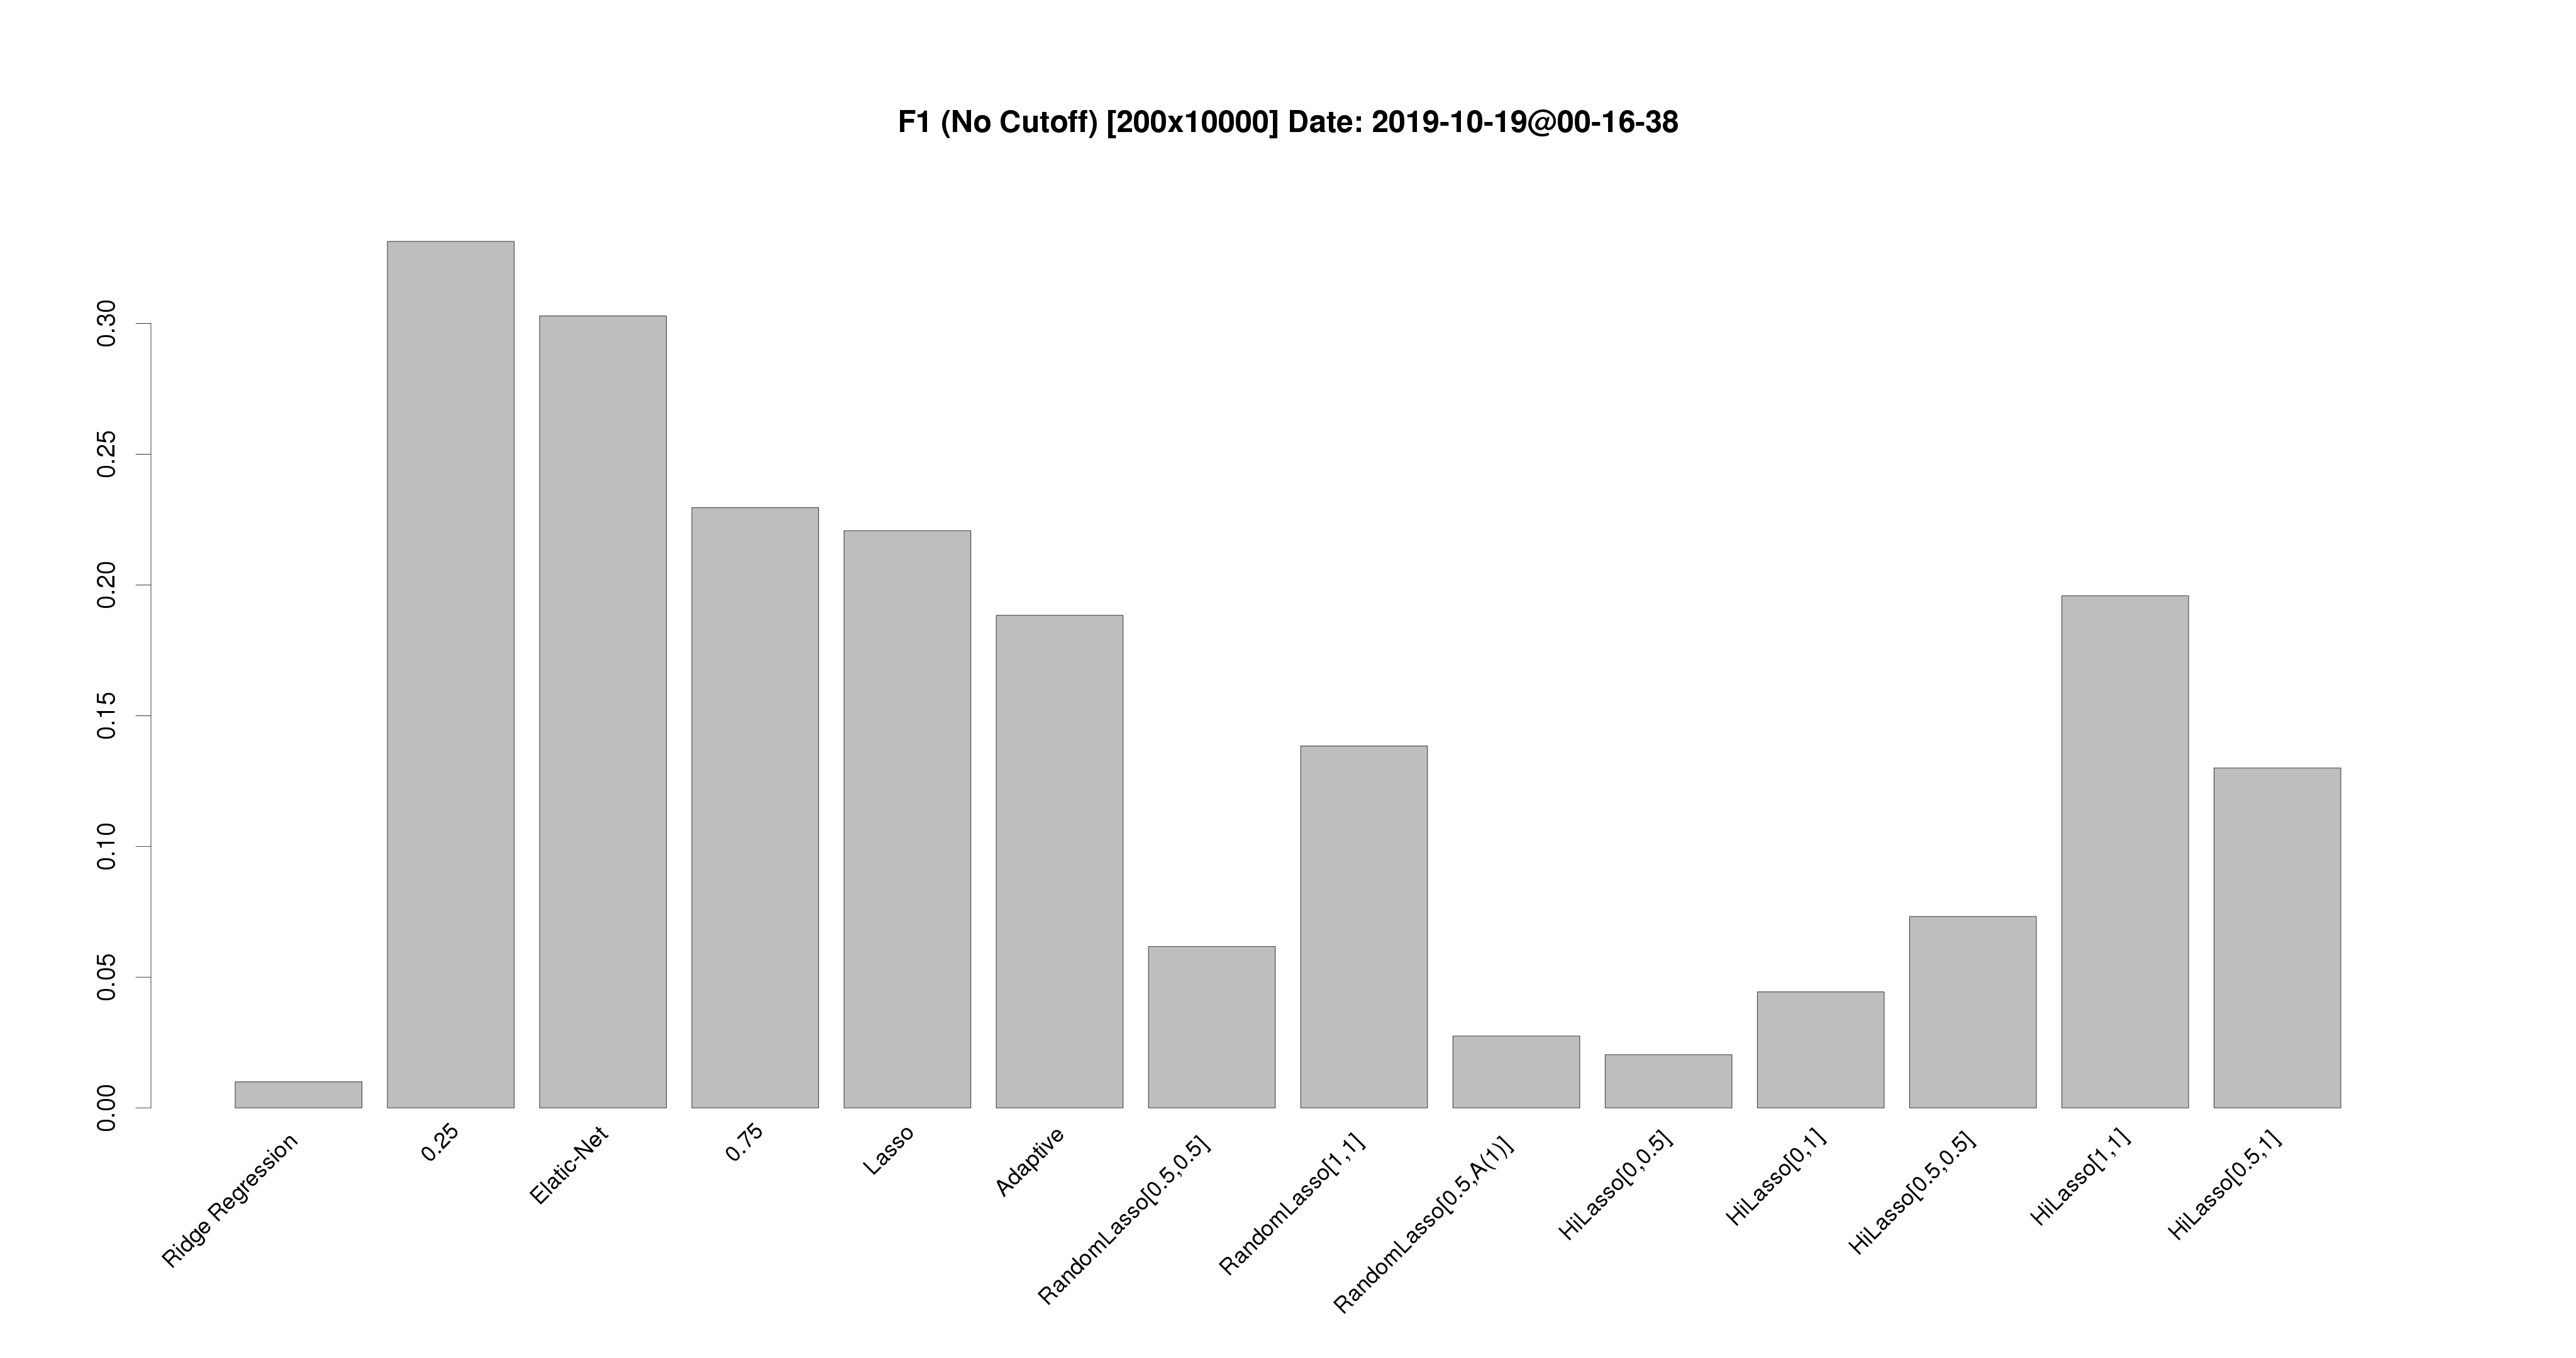 F1 (No Cutoff) [200x10000] Date: 2019-10-19@00-16-38
0.30
0.25
0.20
0.15
0.10
0.05
0.00
Ridge Regression
0.25
Elatic-Net
0.75
Lasso
Adaptive
RandomLasso[0.5,0.5]
RandomLasso[1,1]
RandomLasso[0.5,A(1)]
HiLasso[0,0.5]
HiLasso[0,1]
HiLasso[0.5,0.5]
HiLasso[1,1]
HiLasso[0.5,1]